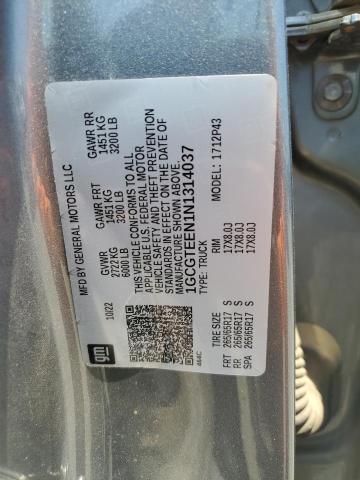 gm
MFD BY GENERAL MOTORS LLC
10/22
GVWR GAWR FRT GAWR RR
2722 KG 1451 KG 1451 KG
6000 LB 3200 LB 3200 LB
THIS VEHICLE CONFORMS TO ALL
APPLICABLE U.S. FEDERAL MOTOR
VEHICLE SAFETY AND THEFT PREVENTION
STANDARDS IN EFFECT ON THE DATE OF
MANUFACTURE SHOWN ABOVE.
1GCGTEEN1N1314037
TYPE: TRUCK 1712P43
TIRE SIZE RIM
FRT 265/65R17 S 17X8.0J
RR 265/65R17 S 17X8.0J
SPA 265/65R17 S 17X8.0J